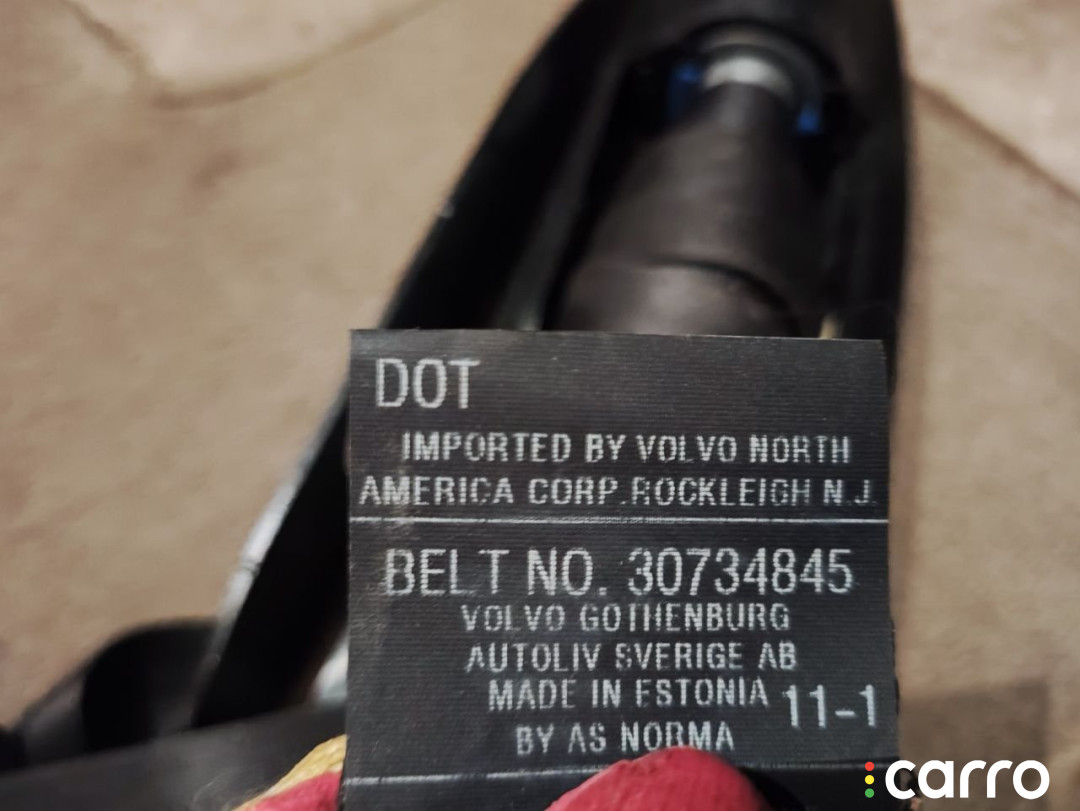 DOT
IMPORTED BY VOLVO NORTH
AMERICA CORP.ROCKLEIGH N.J.
BELT NO. 30734845
VOLVO GOTHENBURG
AUTOLIV SVERIGE AB
MADE IN ESTONIA 11-1
BY AS NORMA
carro